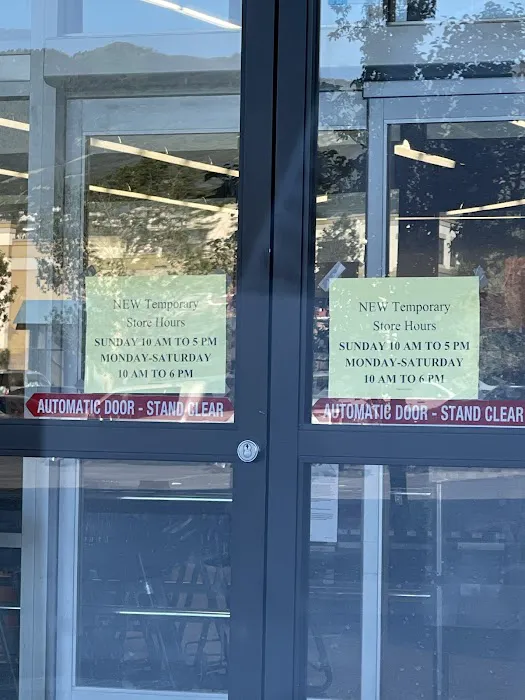 NEW Temporary
Store Hours
SUNDAY 10 AM TO 5 PM
MONDAY-SATURDAY
10 AM TO 6 PM
AUTOMATIC DOOR - STAND CLEAR
NEW Temporary
Store Hours
SUNDAY 10 AM TO 5 PM
MONDAY-SATURDAY
10 AM TO 6 PM
AUTOMATIC DOOR - STAND CLEAR